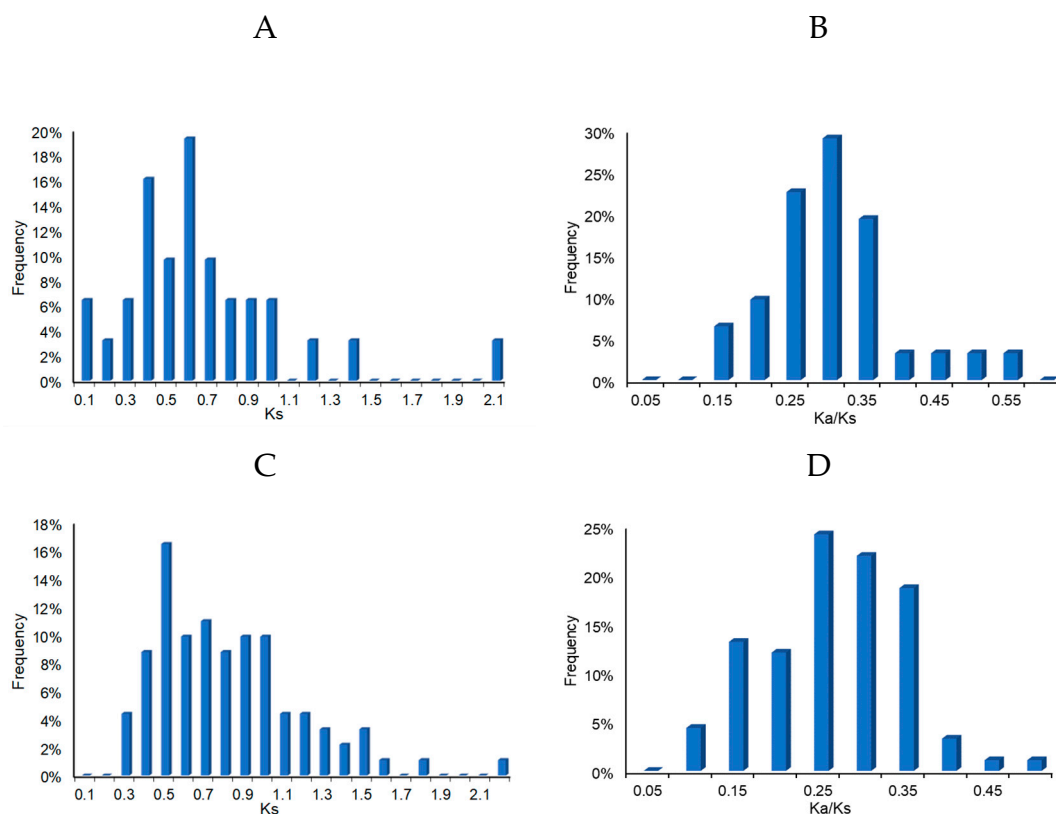 A
20%
18%
16%
14%
12%
10%
8%
6%
4%
2%
0%
Frequency
0.1 0.3 0.5 0.7 0.9 1.1 1.3 1.5 1.7 1.9 2.1
Ks
B
30%
25%
20%
15%
10%
5%
0%
Frequency
0.05 0.15 0.25 0.35 0.45 0.55
Ka/Ks
C
18%
16%
14%
12%
10%
8%
6%
4%
2%
0%
Frequency
0.1 0.3 0.5 0.7 0.9 1.1 1.3 1.5 1.7 1.9 2.1
Ks
D
25%
20%
15%
10%
5%
0%
Frequency
0.05 0.15 0.25 0.35 0.45
Ka/Ks